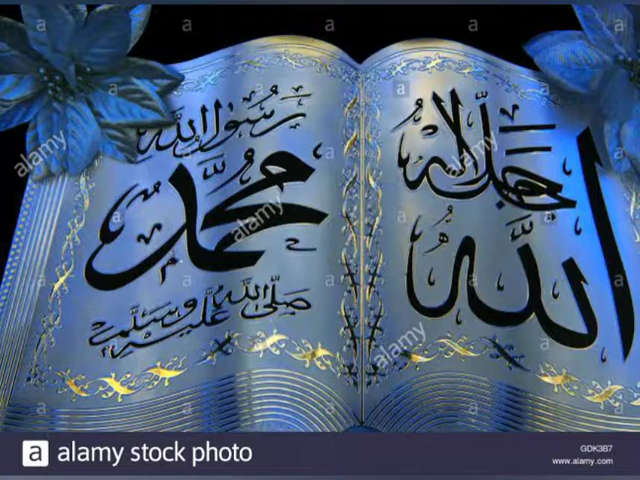 جل جلاله
الله
رسول الله
محمد
صلى الله عليه وسلم
alamy stock photo
GDK3B7
www.alamy.com